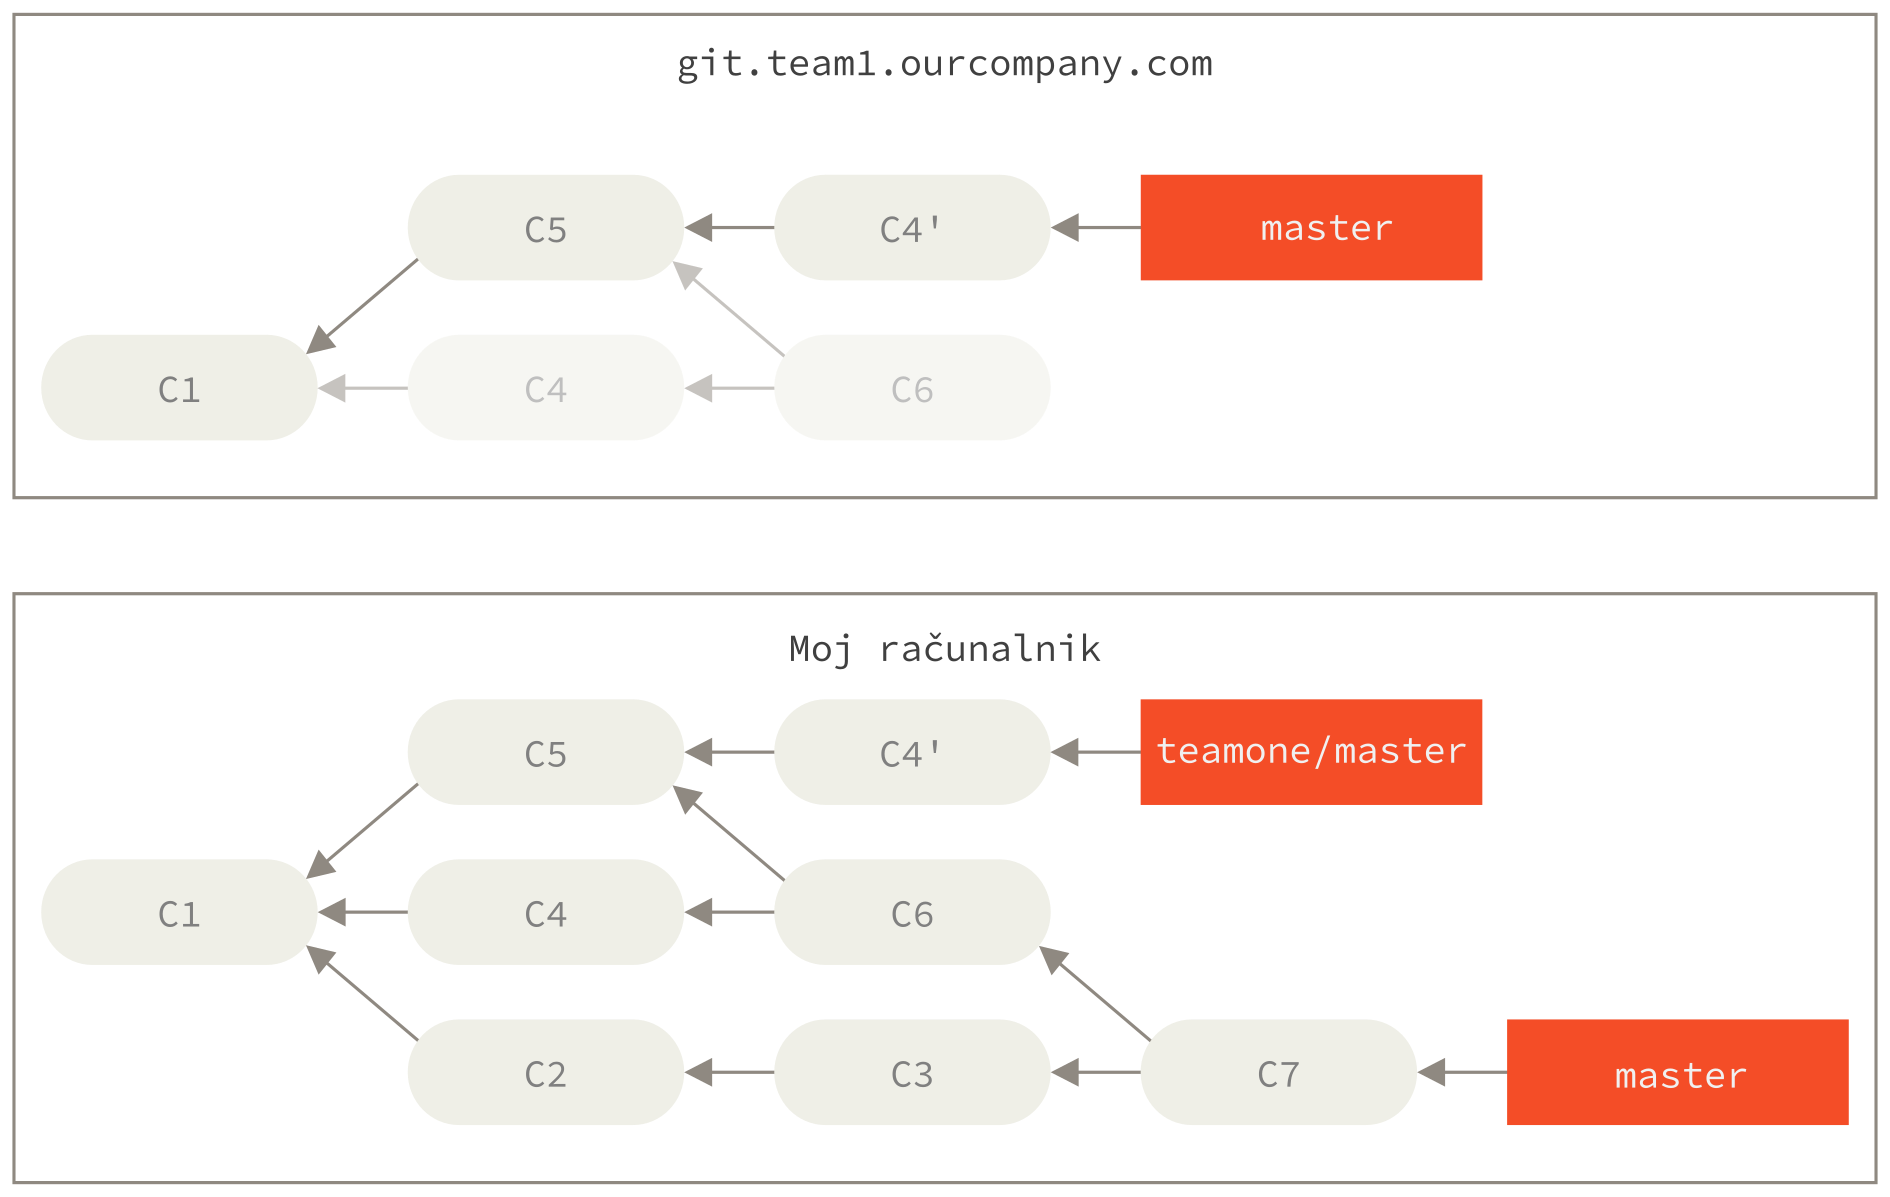 git.team1.ourcompany.com
C5 C4' master
C1 C4 C6
Moj računalnik
C5 C4' teamone/master
C1 C4 C6
C2 C3 C7 master